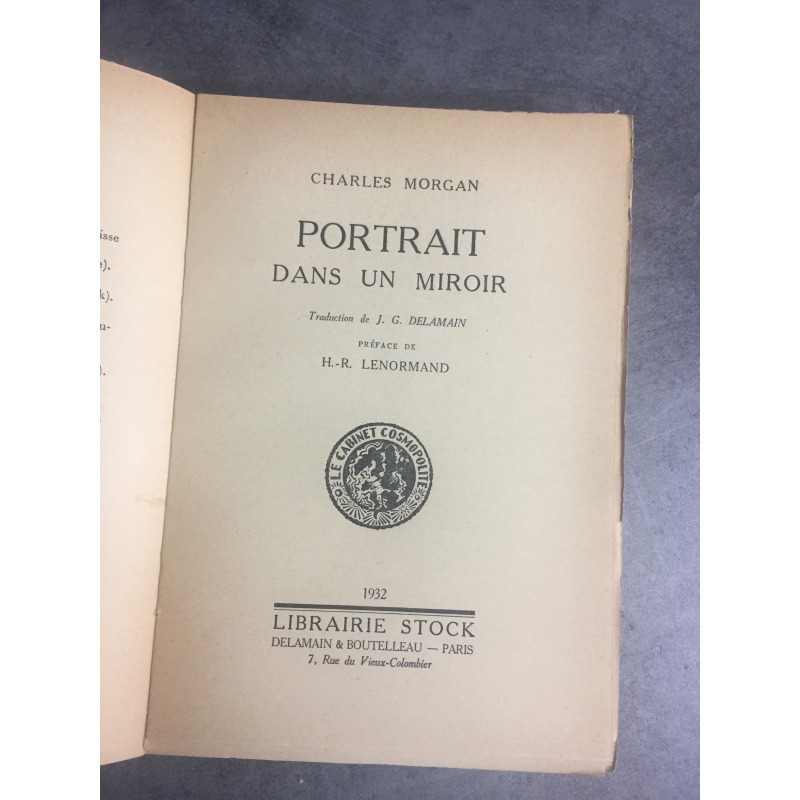 isse
e).
k).
u-
).
CHARLES MORGAN
PORTRAIT
DANS UN MIROIR
Traduction de J. G. DELAMAIN
PRÉFACE DE
H.-R. LENORMAND
LE CABINET COSMOPOLITE
1932
LIBRAIRIE STOCK
DELAMAIN & BOUTELLEAU — PARIS
7, Rue du Vieux-Colombier